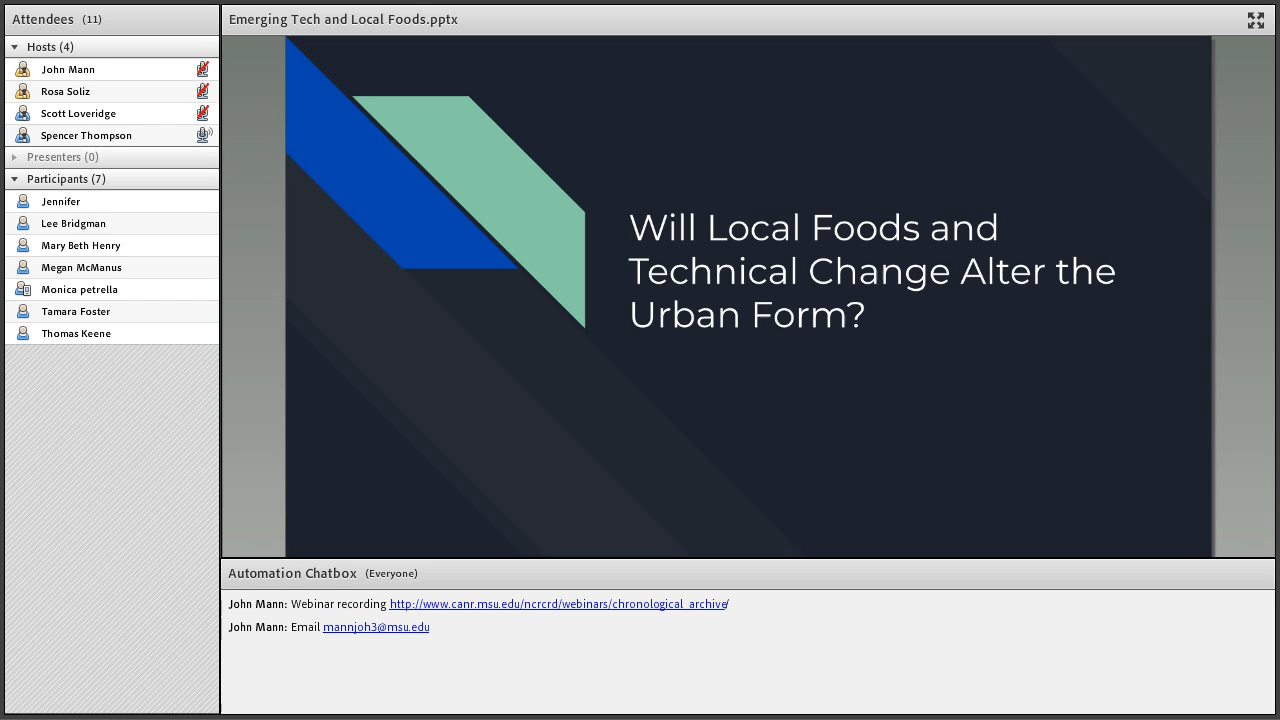 Attendees (11)
Hosts (4)
John Mann
Rosa Soliz
Scott Loveridge
Spencer Thompson
Presenters (0)
Participants (7)
Jennifer
Lee Bridgman
Mary Beth Henry
Megan McManus
Monica petrella
Tamara Foster
Thomas Keene
Emerging Tech and Local Foods.pptx
Will Local Foods and
Technical Change Alter the
Urban Form?
Automation Chatbox (Everyone)
John Mann: Webinar recording http://www.canr.msu.edu/ncrcrd/webinars/chronological_archive/
John Mann: Email mannjoh3@msu.edu